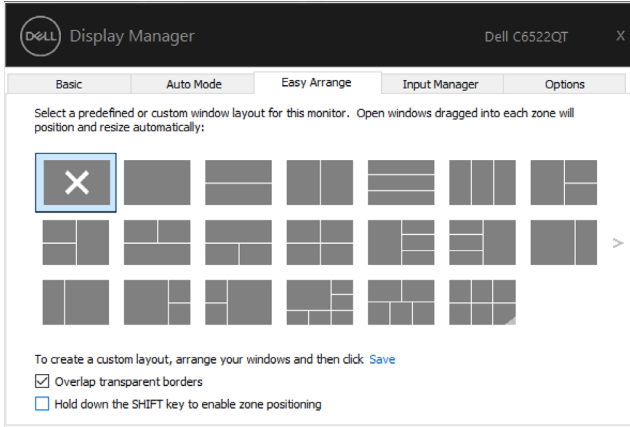 DELL Display Manager Dell C6522QT X
Basic Auto Mode Easy Arrange Input Manager Options
Select a predefined or custom window layout for this monitor. Open windows dragged into each zone will
position and resize automatically:
>
To create a custom layout, arrange your windows and then click Save
Overlap transparent borders
Hold down the SHIFT key to enable zone positioning